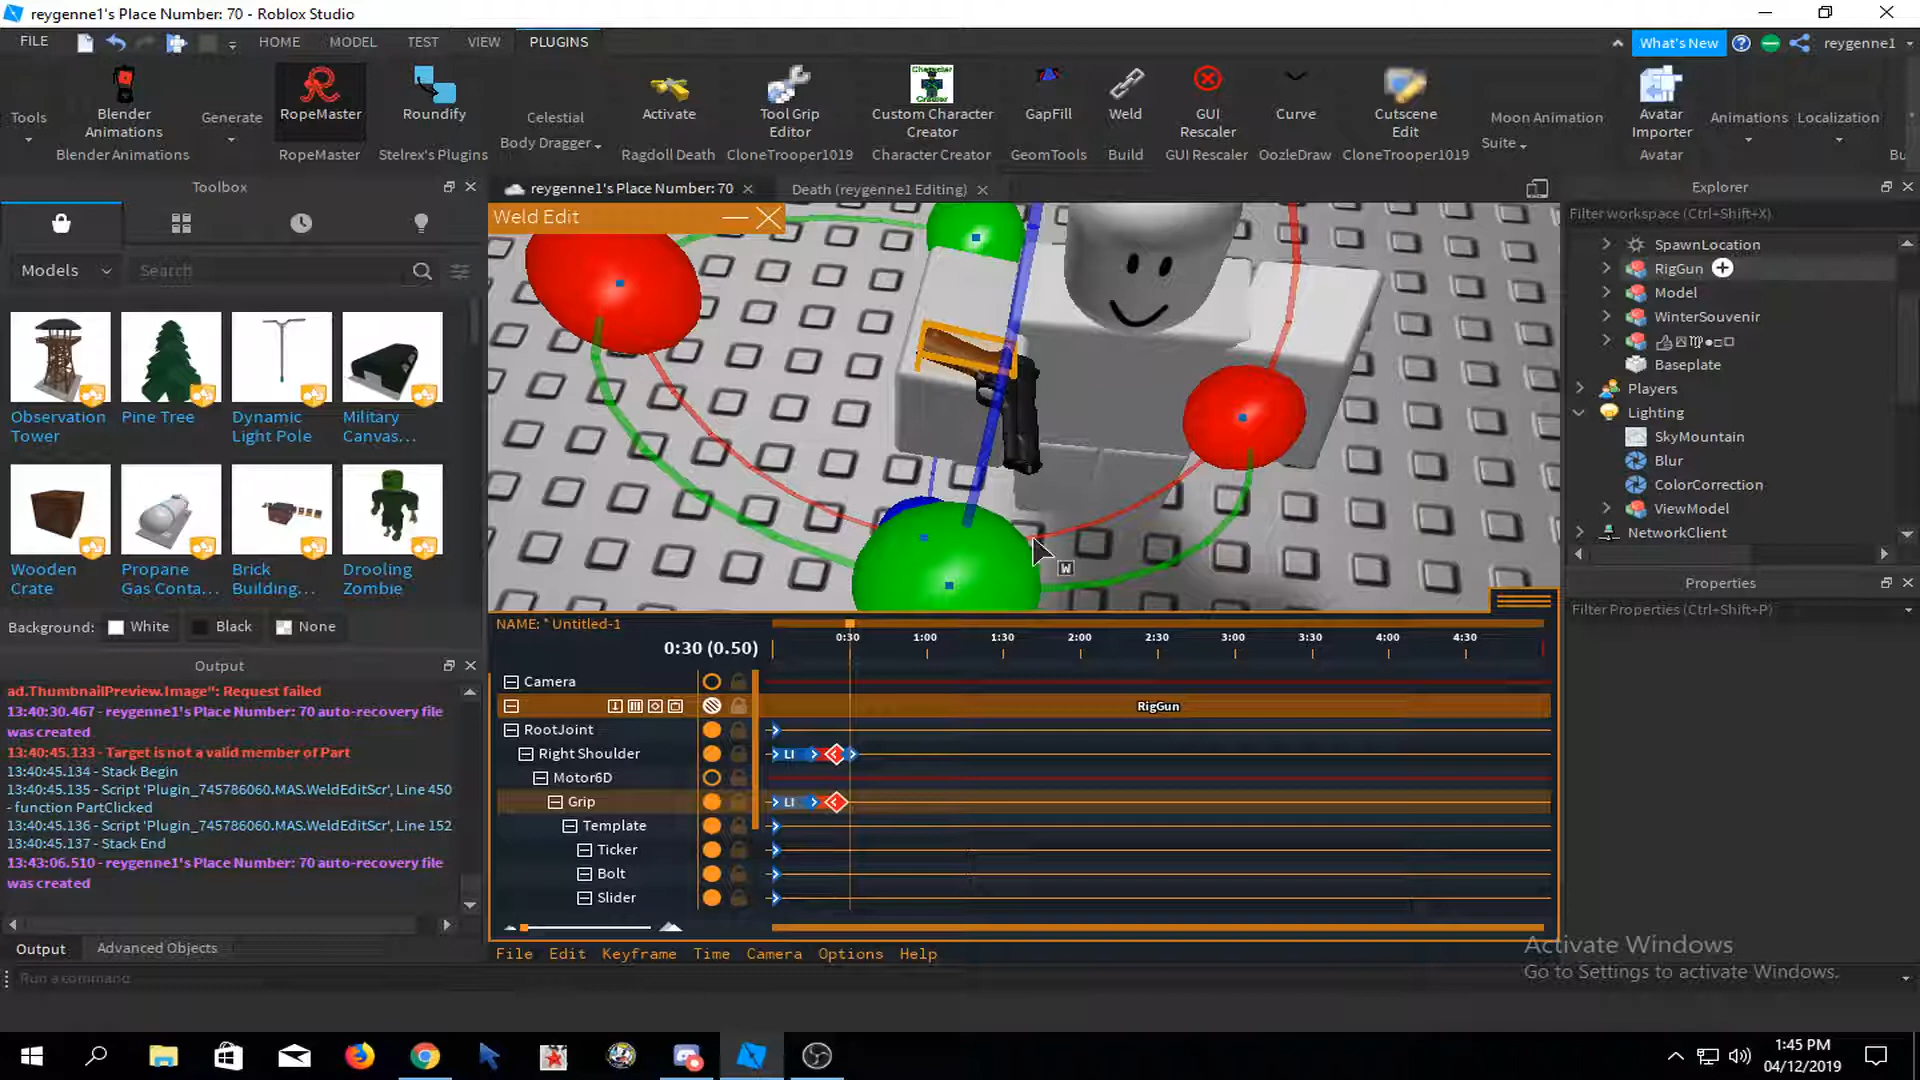 reygenne1's Place Number: 70 - Roblox Studio
FILE
HOME
MODEL
TEST
VIEW
PLUGINS
What's New
reygenne1
Tools
Blender
Animations
Blender Animations
Generate
RopeMaster
RopeMaster
Roundify
Stelrex's Plugins
Celestial
Body Dragger
Activate
Ragdoll Death
Tool Grip
Editor
CloneTrooper1019
Character
Creator
Custom Character
Creator
Character Creator
GapFill
GeomTools
Weld
Build
GUI
Rescaler
GUI Rescaler
Curve
OozleDraw
Cutscene
Edit
CloneTrooper1019
Moon Animation
Suite
Avatar
Importer
Avatar
Animations
Localization
Bu
Toolbox
Models
Search
Observation
Tower
Pine Tree
Dynamic
Light Pole
Military
Canvas...
Wooden
Crate
Propane
Gas Conta...
Brick
Building...
Drooling
Zombie
Background:
White
Black
None
Output
ad.ThumbnailPreview.Image": Request failed
13:40:30.467 - reygenne1's Place Number: 70 auto-recovery file
was created
13:40:45.133 - Target is not a valid member of Part
13:40:45.134 - Stack Begin
13:40:45.135 - Script 'Plugin_745786060.MAS.WeldEditScr', Line 450
- function PartClicked
13:40:45.136 - Script 'Plugin_745786060.MAS.WeldEditScr', Line 152
13:40:45.137 - Stack End
13:43:06.510 - reygenne1's Place Number: 70 auto-recovery file
was created
Output
Advanced Objects
Run a command
reygenne1's Place Number: 70
Death (reygenne1 Editing)
Weld Edit
W
NAME: * Untitled-1
0:30 (0.50)
0:30
1:00
1:30
2:00
2:30
3:00
3:30
4:00
4:30
Camera
RigGun
RootJoint
Right Shoulder
LI
Motor6D
Grip
LI
Template
Ticker
Bolt
Slider
File
Edit
Keyframe
Time
Camera
Options
Help
Explorer
Filter workspace (Ctrl+Shift+X)
SpawnLocation
RigGun
Model
WinterSouvenir
Baseplate
Players
Lighting
SkyMountain
Blur
ColorCorrection
ViewModel
NetworkClient
Properties
Filter Properties (Ctrl+Shift+P)
Activate Windows
Go to Settings to activate Windows.
1:45 PM
04/12/2019